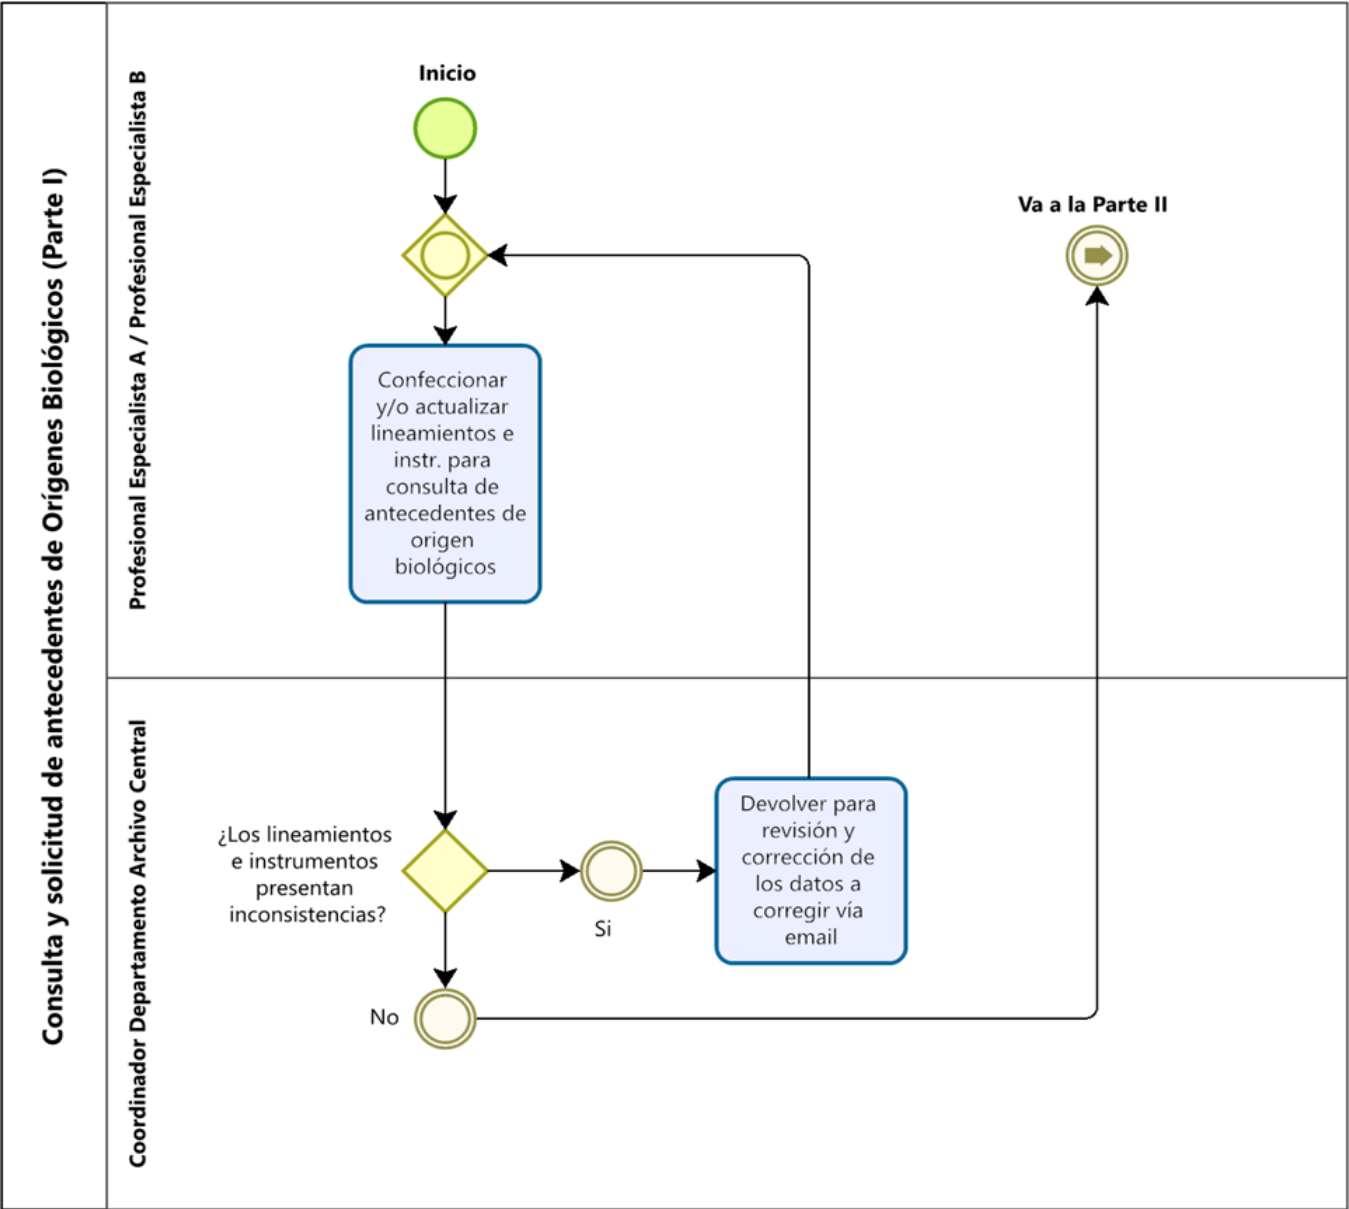 Consulta y solicitud de antecedentes de Orígenes Biológicos (Parte I)
Profesional Especialista A / Profesional Especialista B
Inicio
Va a la Parte II
Confeccionar
y/o actualizar
lineamientos e
instr. para
consulta de
antecedentes de
origen
biológicos
Coordinador Departamento Archivo Central
¿Los lineamientos
e instrumentos
presentan
inconsistencias?
Si
Devolver para
revisión y
corrección de
los datos a
corregir vía
email
No